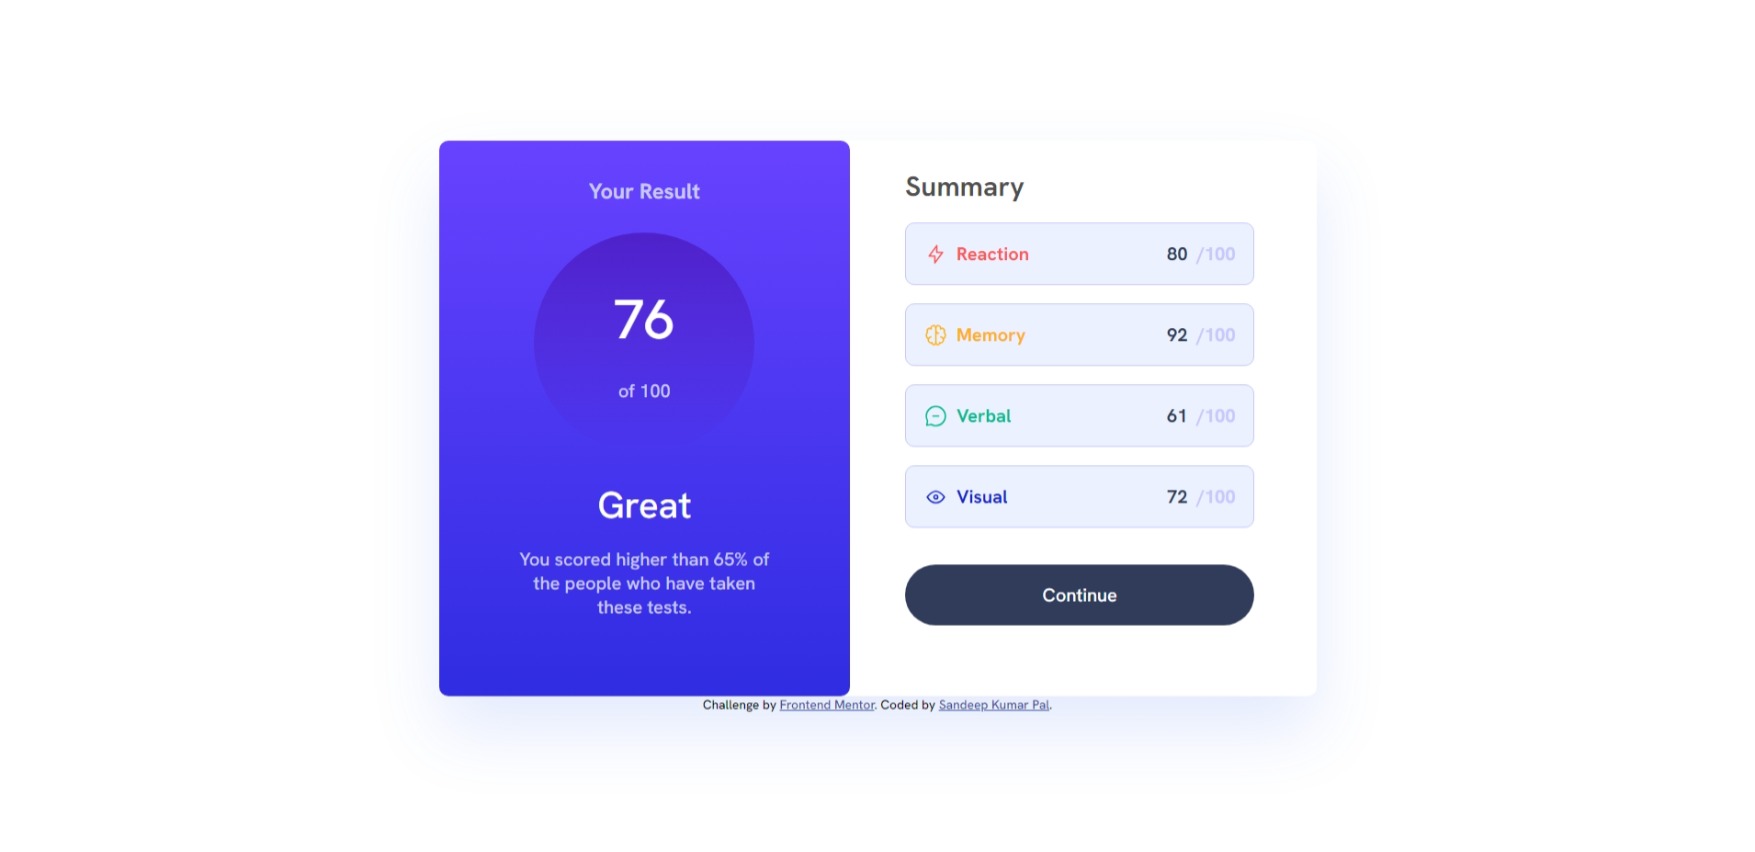 Your Result
76
of 100
Great
You scored higher than 65% of
the people who have taken
these tests.
Summary
Reaction 80 /100
Memory 92 /100
Verbal 61 /100
Visual 72 /100
Continue
Challenge by Frontend Mentor. Coded by Sandeep Kumar Pal.